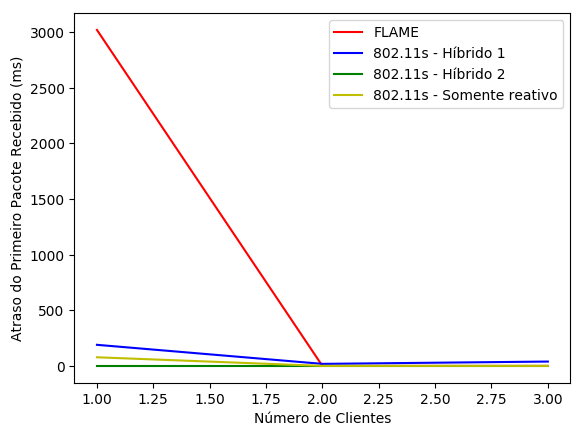 FLAME
802.11s - Híbrido 1
802.11s - Híbrido 2
802.11s - Somente reativo
Atraso do Primeiro Pacote Recebido (ms)
3000
2500
2000
1500
1000
500
0
1.00 1.25 1.50 1.75 2.00 2.25 2.50 2.75 3.00
Número de Clientes